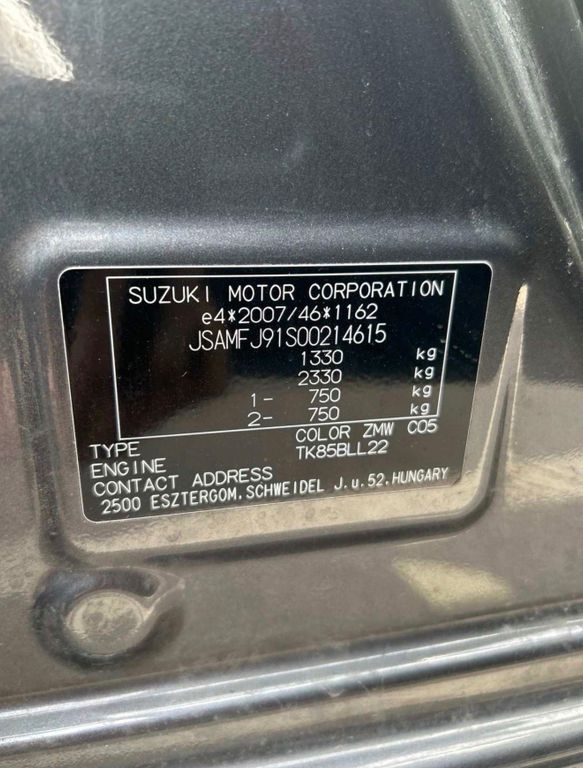 SUZUKI MOTOR CORPORATION
e4*2007/46*1162
JSAMFJ91S00214615
1330 kg
2330 kg
1- 750 kg
2- 750 kg
TYPE COLOR ZMW C05
ENGINE TK85BLL22
CONTACT ADDRESS
2500 ESZTERGOM.SCHWEIDEL J.u.52.HUNGARY